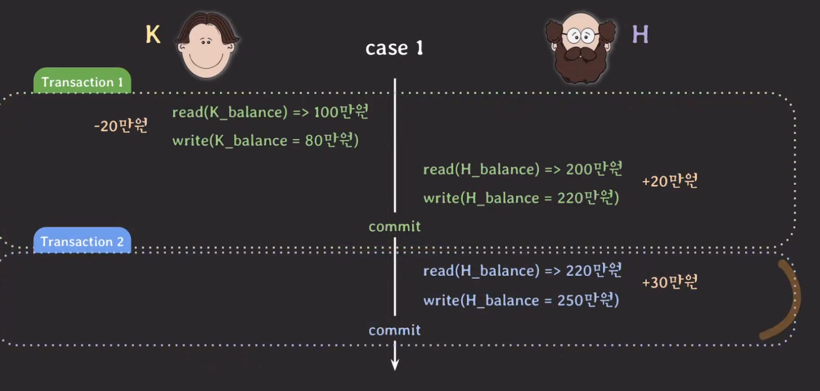 K
case 1
H
Transaction 1
-20만원
read(K_balance) => 100만원
write(K_balance = 80만원)
read(H_balance) => 200만원
write(H_balance = 220만원)
+20만원
commit
Transaction 2
read(H_balance) => 220만원
write(H_balance = 250만원)
+30만원
commit